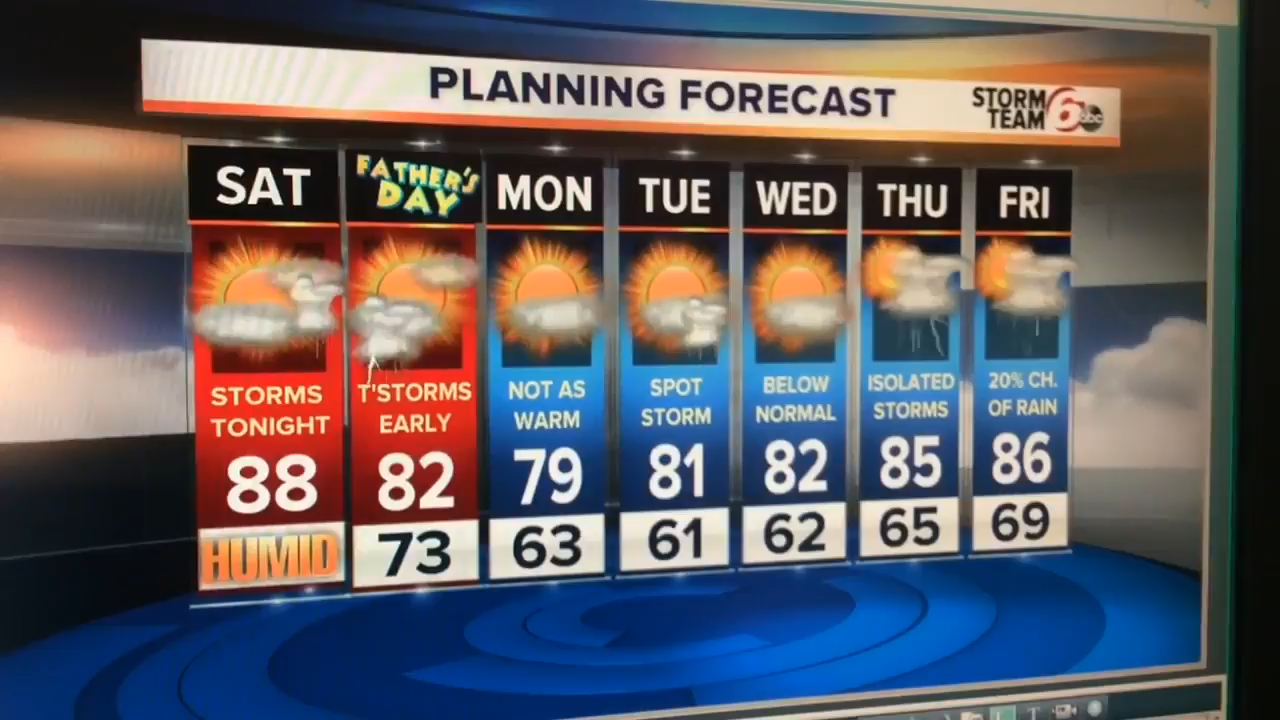 PLANNING FORECAST
STORM
TEAM
6
abc
SAT
STORMS
TONIGHT
88
HUMID
FATHER'S
DAY
T'STORMS
EARLY
82
73
MON
NOT AS
WARM
79
63
TUE
SPOT
STORM
81
61
WED
BELOW
NORMAL
82
62
THU
ISOLATED
STORMS
85
65
FRI
20% CH.
OF RAIN
86
69